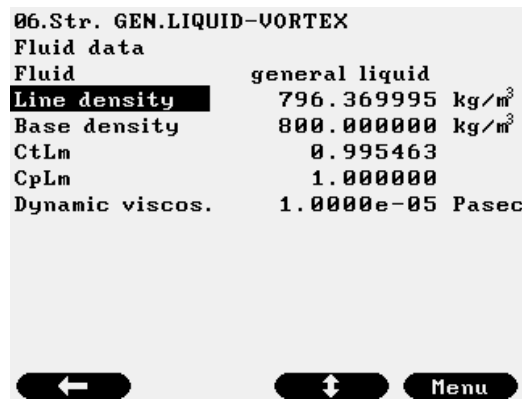 06.Str. GEN.LIQUID-VORTEX
Fluid data
Fluid general liquid
Line density 796.369995 kg/m³
Base density 800.000000 kg/m³
CtLm 0.995463
CpLm 1.000000
Dynamic viscos. 1.0000e-05 Pasec
Menu